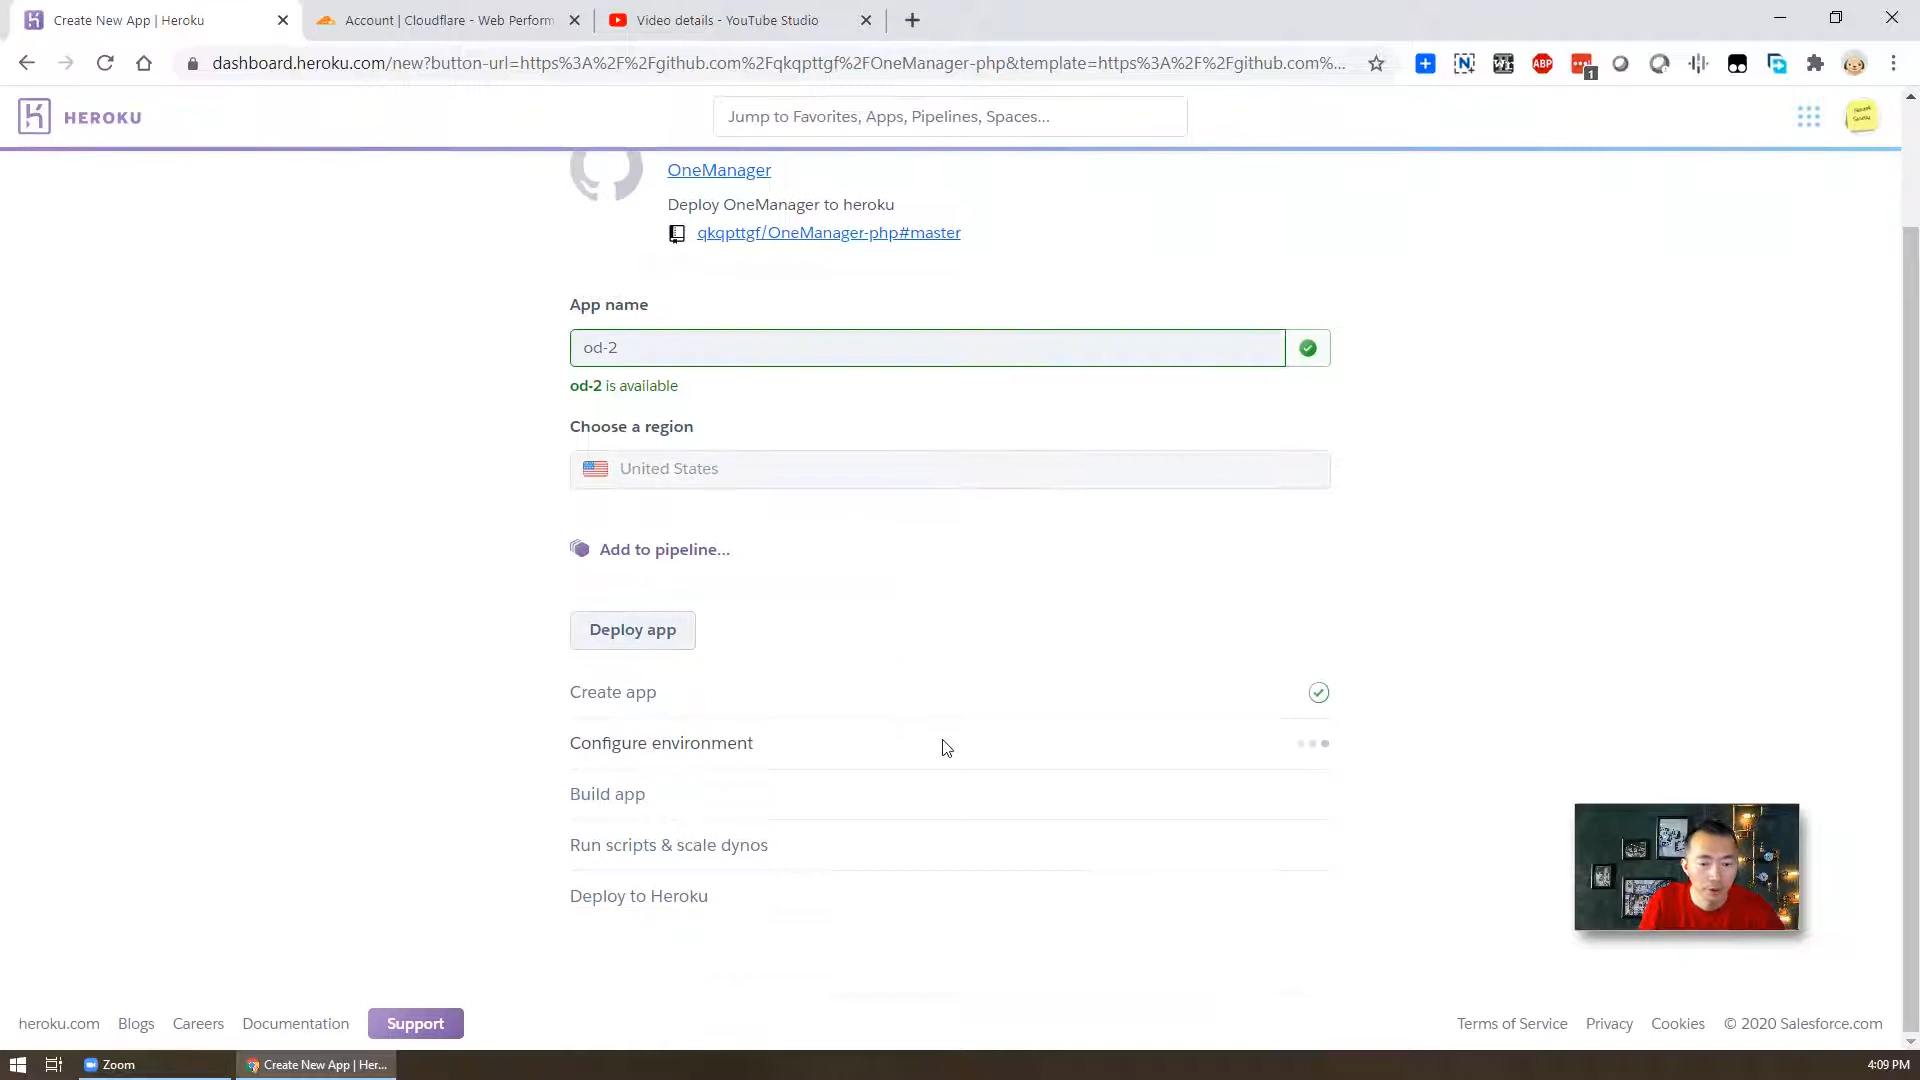 Create New App | Heroku
Account | Cloudflare - Web Perform
Video details - YouTube Studio
dashboard.heroku.com/new?button-url=https%3A%2F%2Fgithub.com%2Fqkqpttgf%2FOneManager-php&template=https%3A%2F%2Fgithub.com%...
ABP
1
HEROKU
Jump to Favorites, Apps, Pipelines, Spaces...
OneManager
Deploy OneManager to heroku
qkqpttgf/OneManager-php#master
App name
od-2
od-2 is available
Choose a region
United States
Add to pipeline...
Deploy app
Create app
Configure environment
Build app
Run scripts & scale dynos
Deploy to Heroku
heroku.com
Blogs
Careers
Documentation
Support
Terms of Service
Privacy
Cookies
© 2020 Salesforce.com
Zoom
Create New App | Her...
4:09 PM